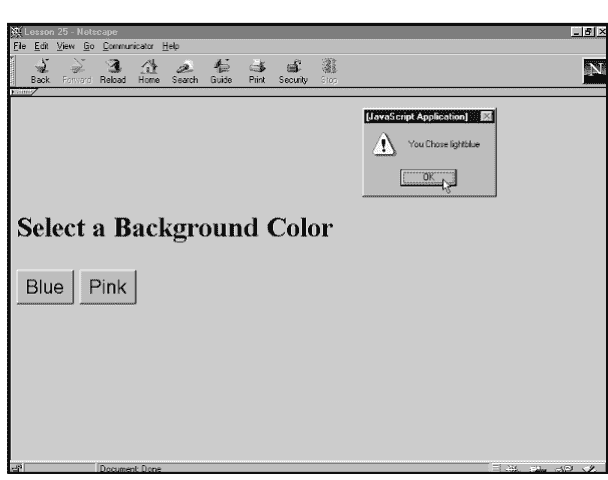 Lesson 25 - Netscape
File Edit View Go Communicator Help
Back Forward Reload Home Search Guide Print Security Stop
N
[JavaScript Application]
You Chose lightblue
OK
Select a Background Color
Blue Pink
Document: Done